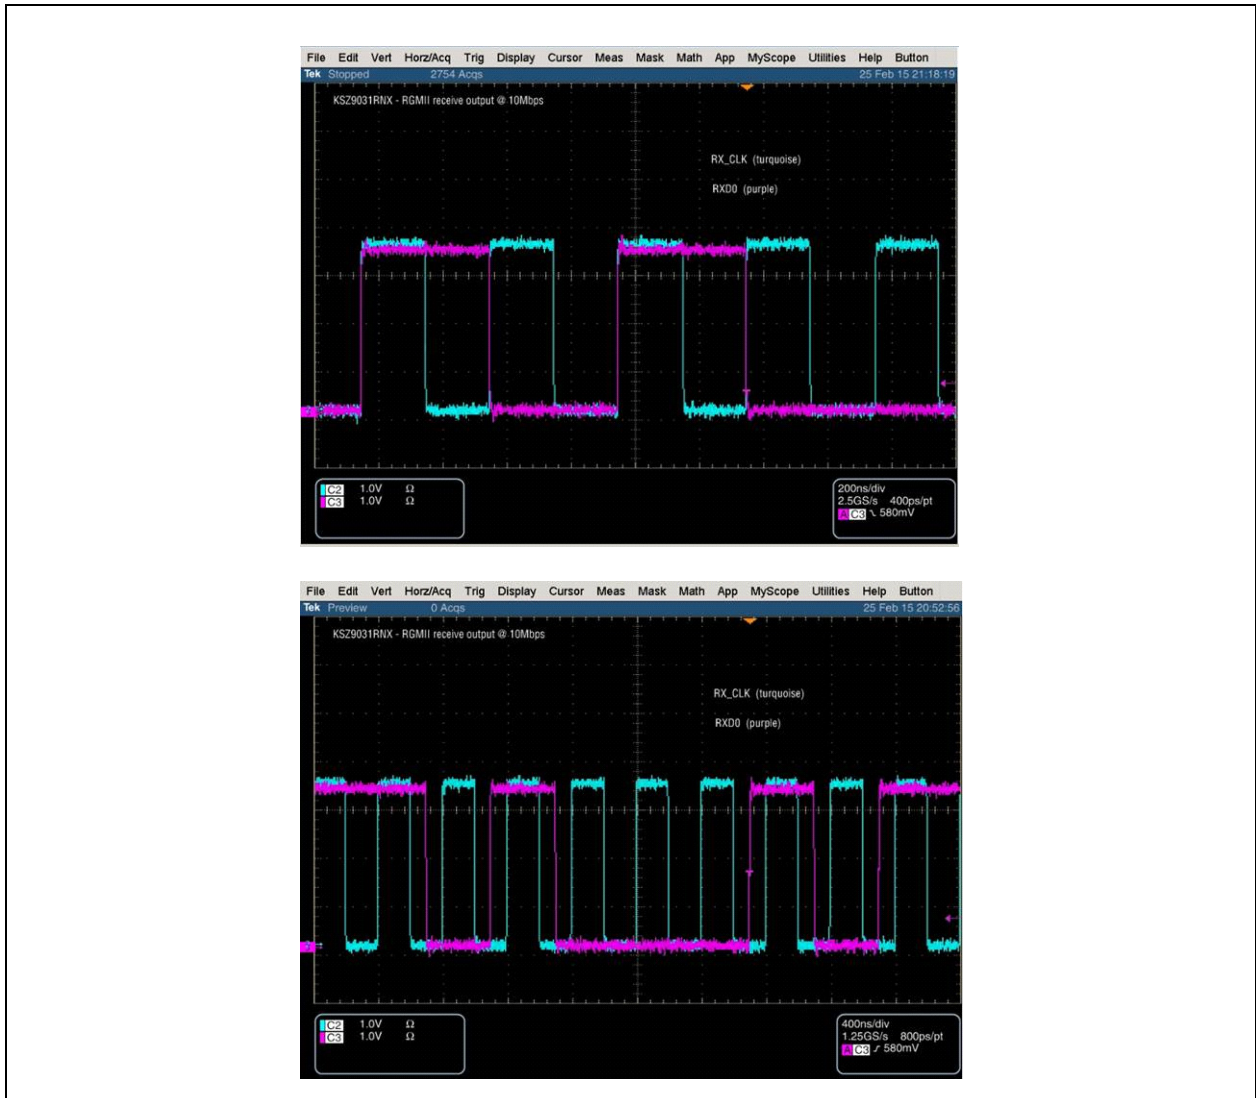 File Edit Vert Horz/Acq Trig Display Cursor Meas Mask Math App MyScope Utilities Help Button
Tek Stopped 2754 Acqs 25 Feb 15 21:18:19
KSZ9031RNX - RGMII receive output @ 10Mbps
RX_CLK (turquoise)
RXD0 (purple)
C2 1.0V Ω
C3 1.0V Ω
200ns/div
2.5GS/s 400ps/pt
A C3 580mV
File Edit Vert Horz/Acq Trig Display Cursor Meas Mask Math App MyScope Utilities Help Button
Tek Preview 0 Acqs 25 Feb 15 20:52:56
KSZ9031RNX - RGMII receive output @ 10Mbps
RX_CLK (turquoise)
RXD0 (purple)
C2 1.0V Ω
C3 1.0V Ω
400ns/div
1.25GS/s 800ps/pt
A C3 580mV